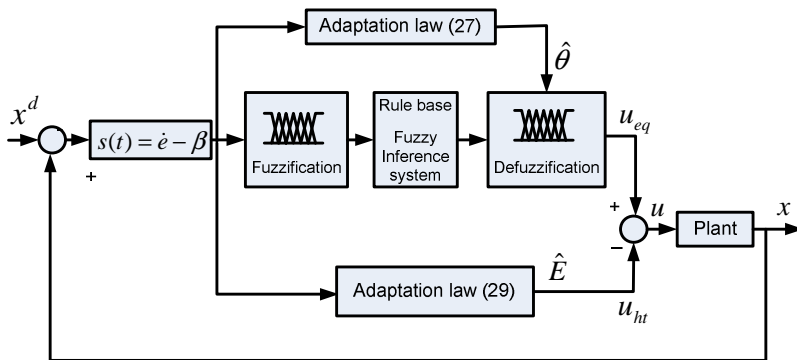 Adaptation law (27)
θ̂
x^d
s(t) = ė − β
+
Fuzzification
Rule base
Fuzzy
Inference
system
Defuzzification
u_eq
+
−
u
Plant
x
Adaptation law (29)
Ê
u_ht